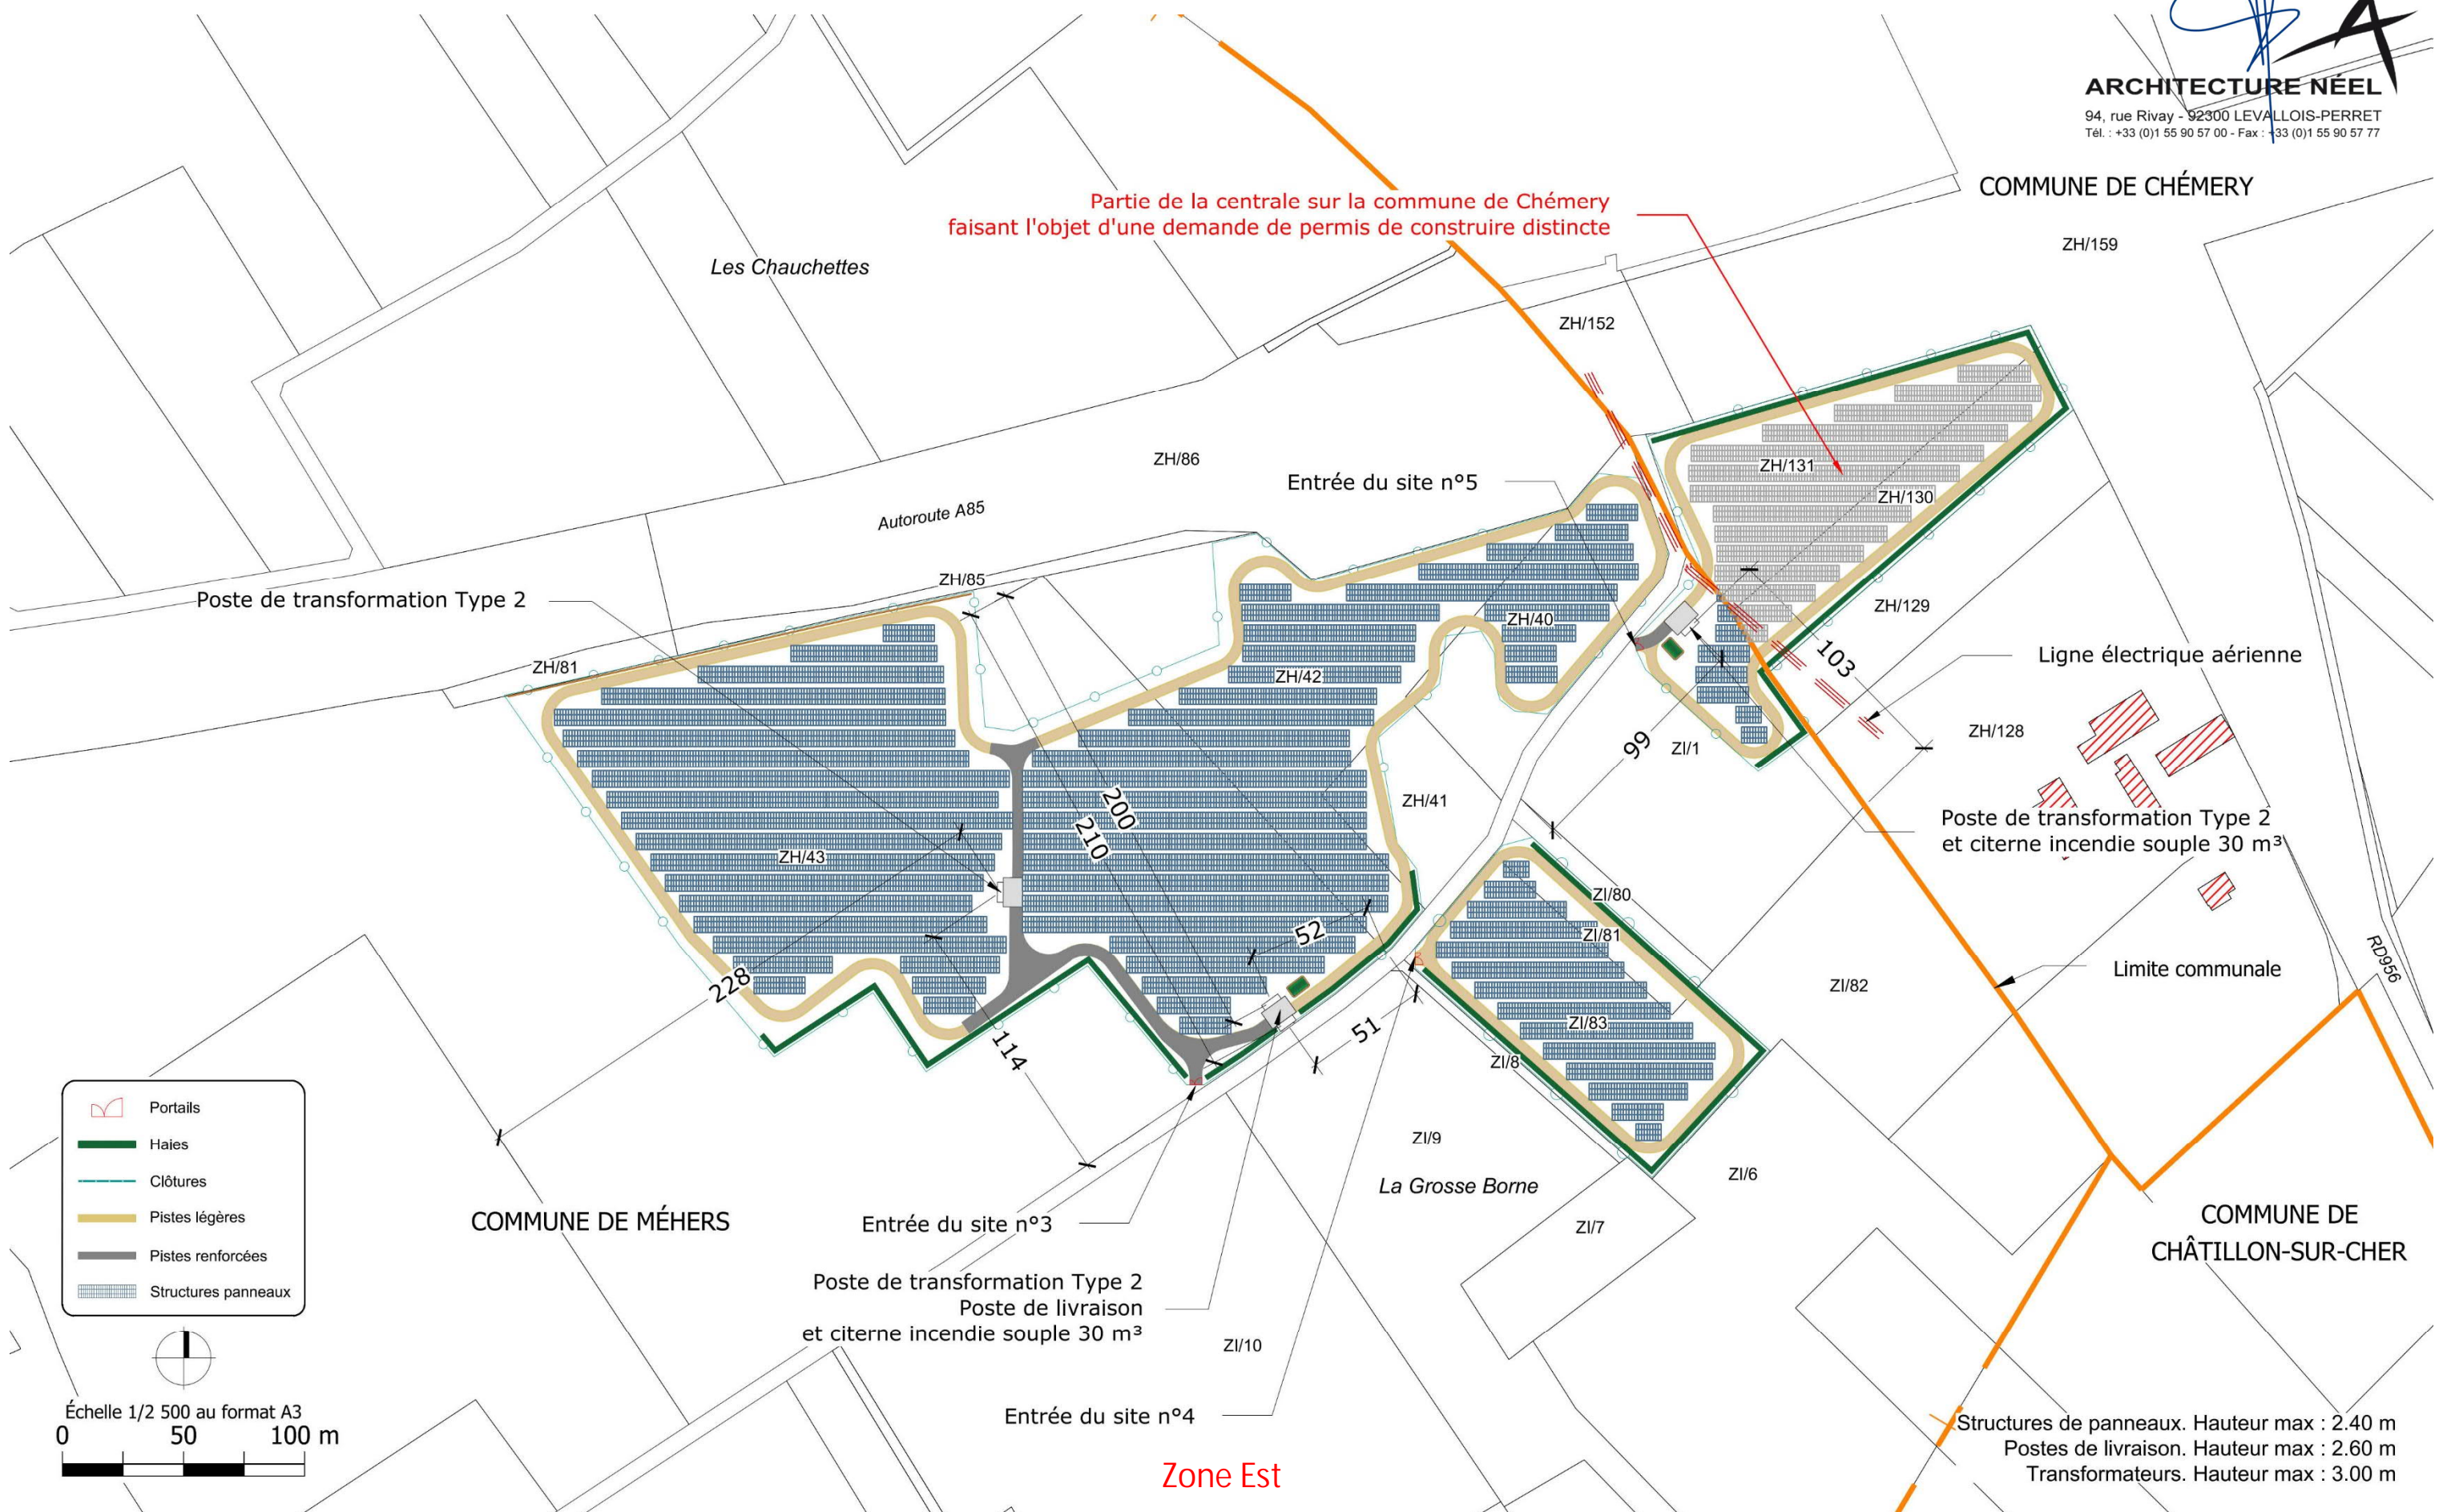 ARCHITECTURE NÉEL
94, rue Rivay - 92300 LEVALLOIS-PERRET
Tél. : +33 (0)1 55 90 57 00 - Fax : +33 (0)1 55 90 57 77
COMMUNE DE CHÉMERY
Partie de la centrale sur la commune de Chémery
faisant l'objet d'une demande de permis de construire distincte
ZH/159
Les Chauchettes
ZH/152
ZH/86
Entrée du site n°5
ZH/131
ZH/130
Autoroute A85
ZH/85
Poste de transformation Type 2
ZH/129
ZH/40
ZH/81
103
Ligne électrique aérienne
ZH/42
ZH/128
99
ZI/1
200
ZH/41
210
Poste de transformation Type 2
et citerne incendie souple 30 m³
ZH/43
ZI/80
52
ZI/81
RD956
Limite communale
228
ZI/82
51
ZI/83
114
ZI/8
Portails
Haies
Clôtures
Pistes légères
Pistes renforcées
Structures panneaux
ZI/9
La Grosse Borne
ZI/6
COMMUNE DE MÉHERS
Entrée du site n°3
ZI/7
COMMUNE DE
CHÂTILLON-SUR-CHER
Poste de transformation Type 2
Poste de livraison
et citerne incendie souple 30 m³
ZI/10
Échelle 1/2 500 au format A3
0 50 100 m
Entrée du site n°4
Zone Est
Structures de panneaux. Hauteur max : 2.40 m
Postes de livraison. Hauteur max : 2.60 m
Transformateurs. Hauteur max : 3.00 m